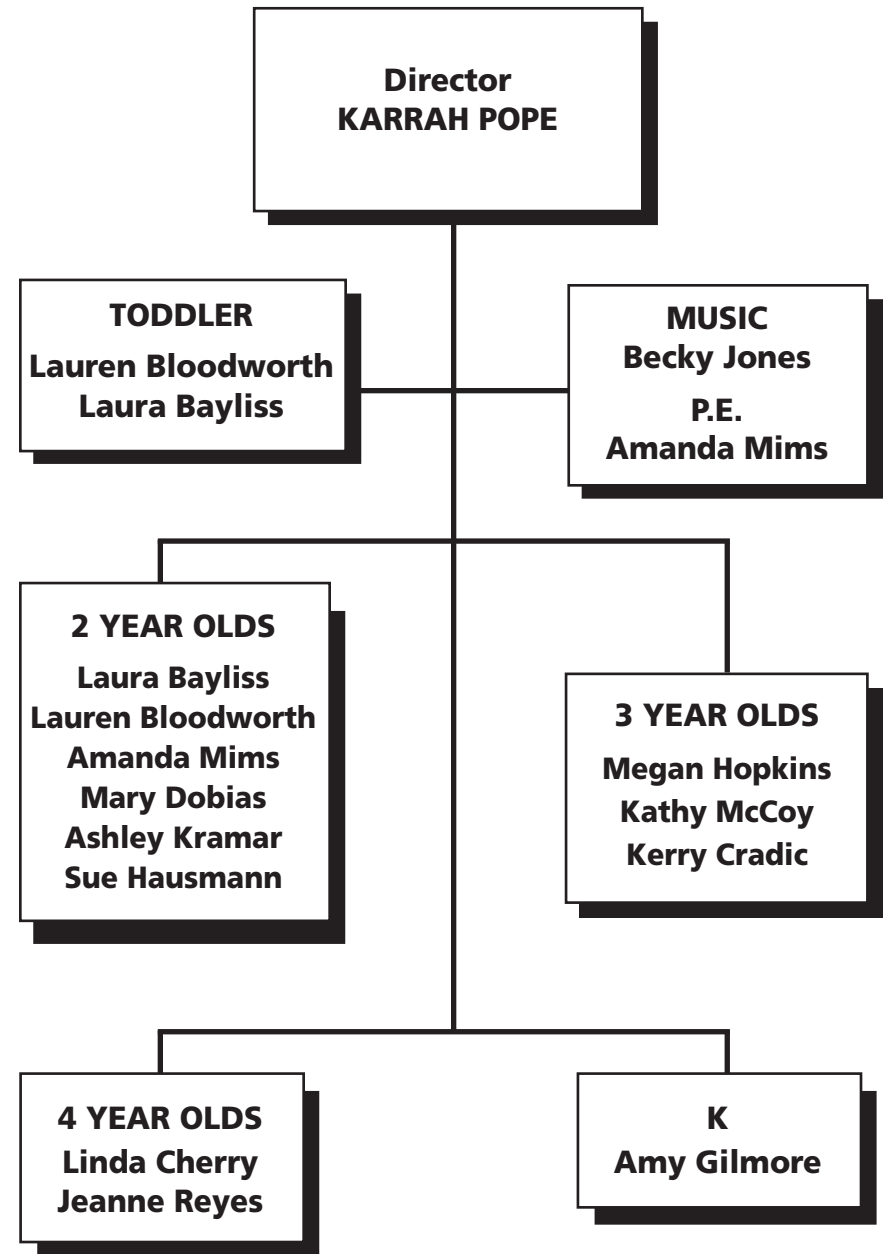 Director
KARRAH POPE
TODDLER
Lauren Bloodworth
Laura Bayliss
MUSIC
Becky Jones
P.E.
Amanda Mims
2 YEAR OLDS
Laura Bayliss
Lauren Bloodworth
Amanda Mims
Mary Dobias
Ashley Kramar
Sue Hausmann
3 YEAR OLDS
Megan Hopkins
Kathy McCoy
Kerry Cradic
4 YEAR OLDS
Linda Cherry
Jeanne Reyes
K
Amy Gilmore